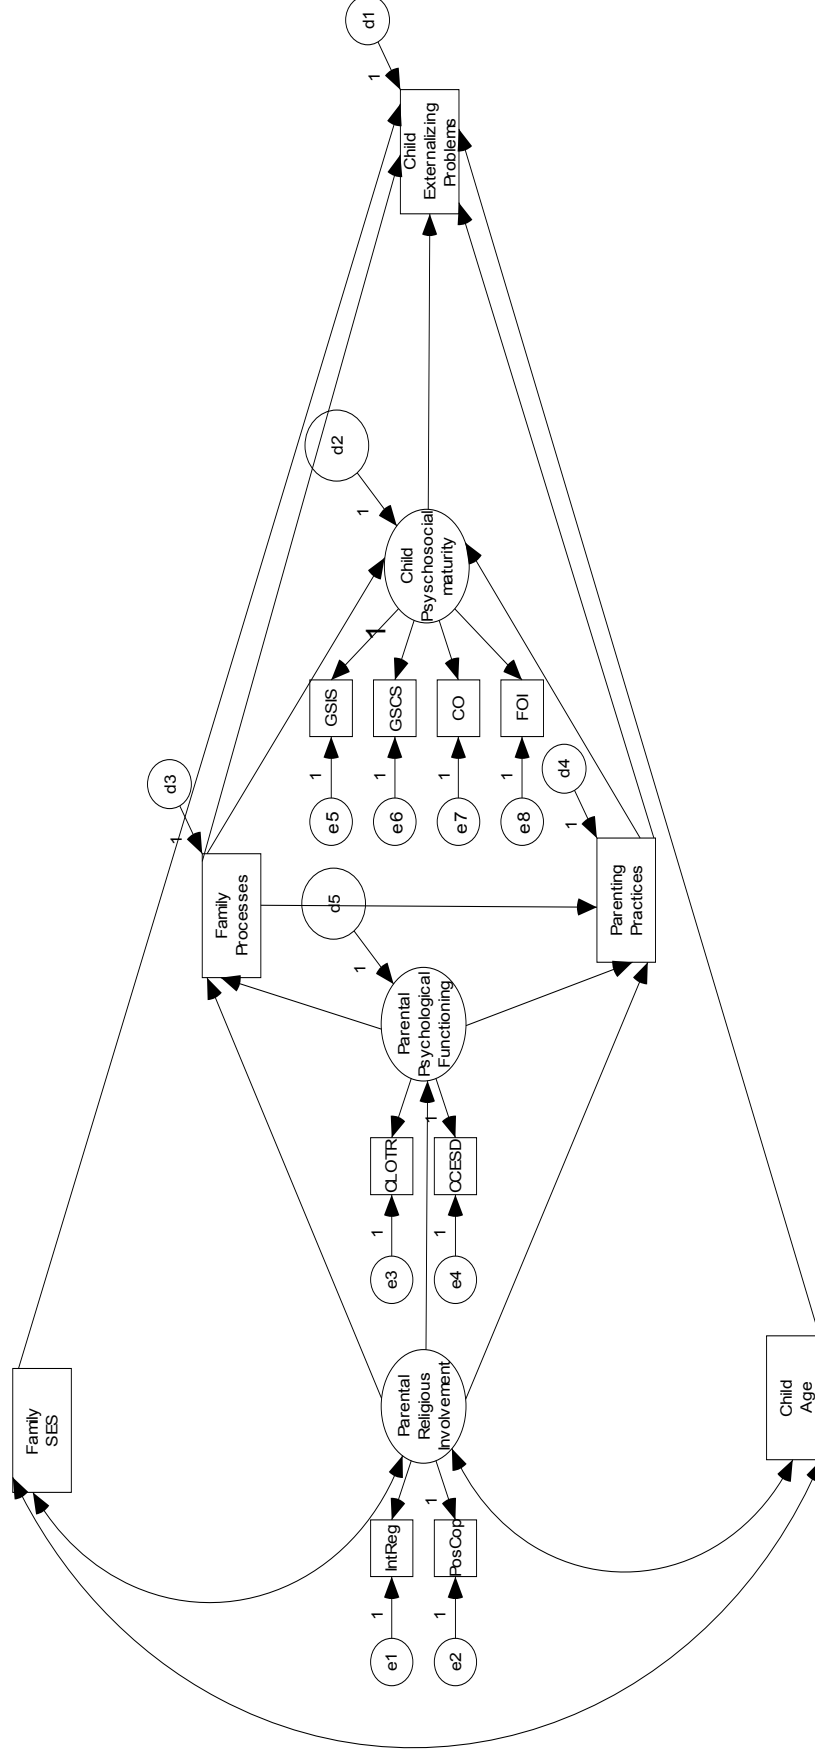 Family
SES
1
d3
Family
Processes
d5
1
d2
1
d1
1
e1
1
IntReg
e2
1
PosCop
1
Parental
Religious
Involvement
e3
1
CLOTR
e4
1
CCESD
1
Parental
Psychological
Functioning
e5
1
GSIS
1
e6
1
GSCS
e7
1
CO
e8
1
FOI
Child
Psyschosocial
maturity
Child
Externalizing
Problems
d4
1
Parenting
Practices
Child
Age